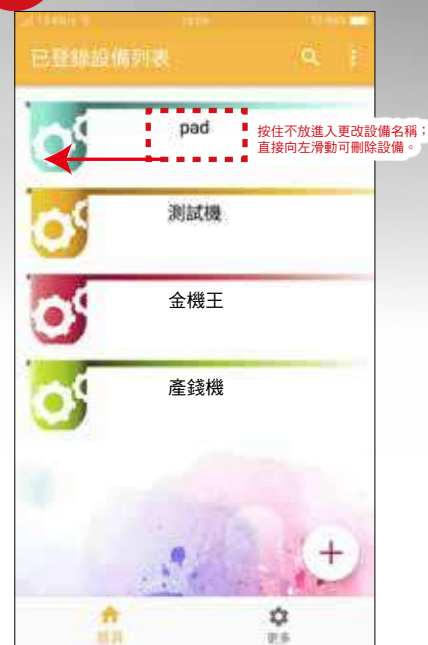 已登錄設備列表
pad
按住不放進入更改設備名稱；
直接向左滑動可刪除設備。
測試機
金機王
產錢機
首頁
更多